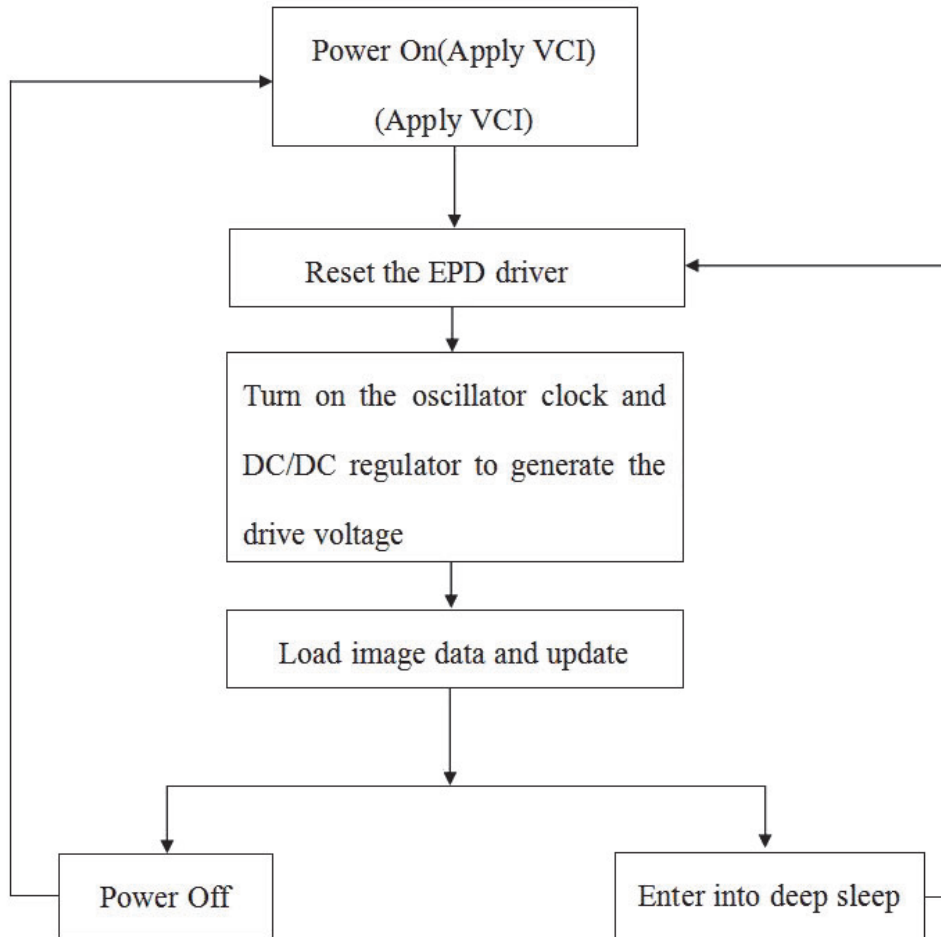 Power On(Apply VCI)
(Apply VCI)
Reset the EPD driver
Turn on the oscillator clock and
DC/DC regulator to generate the
drive voltage
Load image data and update
Power Off
Enter into deep sleep